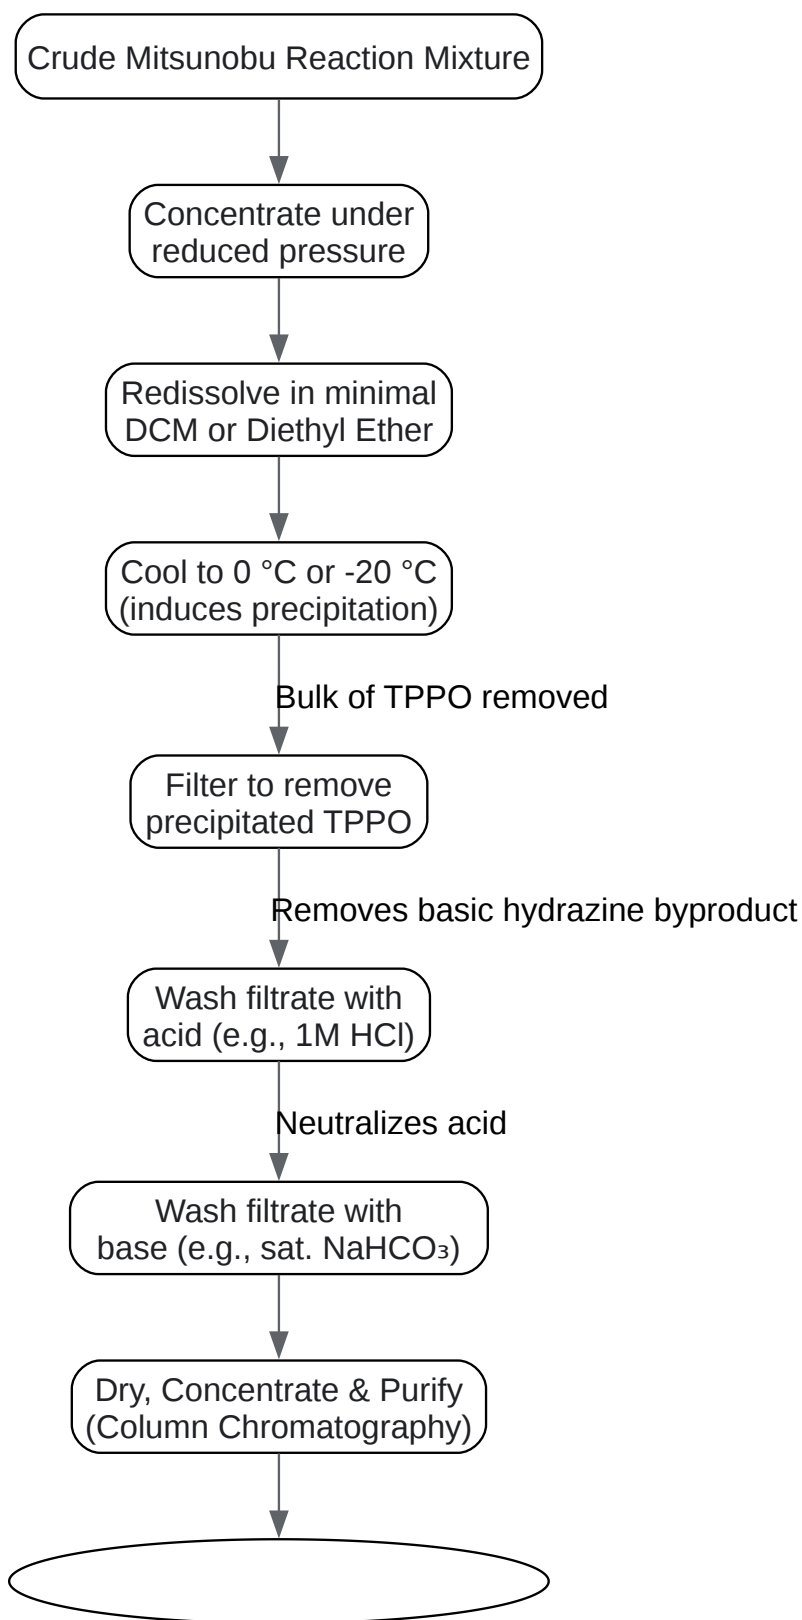 Crude Mitsunobu Reaction Mixture
Concentrate under
reduced pressure
Redissolve in minimal
DCM or Diethyl Ether
Cool to 0 °C or -20 °C
(induces precipitation)
Bulk of TPPO removed
Filter to remove
precipitated TPPO
Removes basic hydrazine byproduct
Wash filtrate with
acid (e.g., 1M HCl)
Neutralizes acid
Wash filtrate with
base (e.g., sat. NaHCO₃)
Dry, Concentrate & Purify
(Column Chromatography)